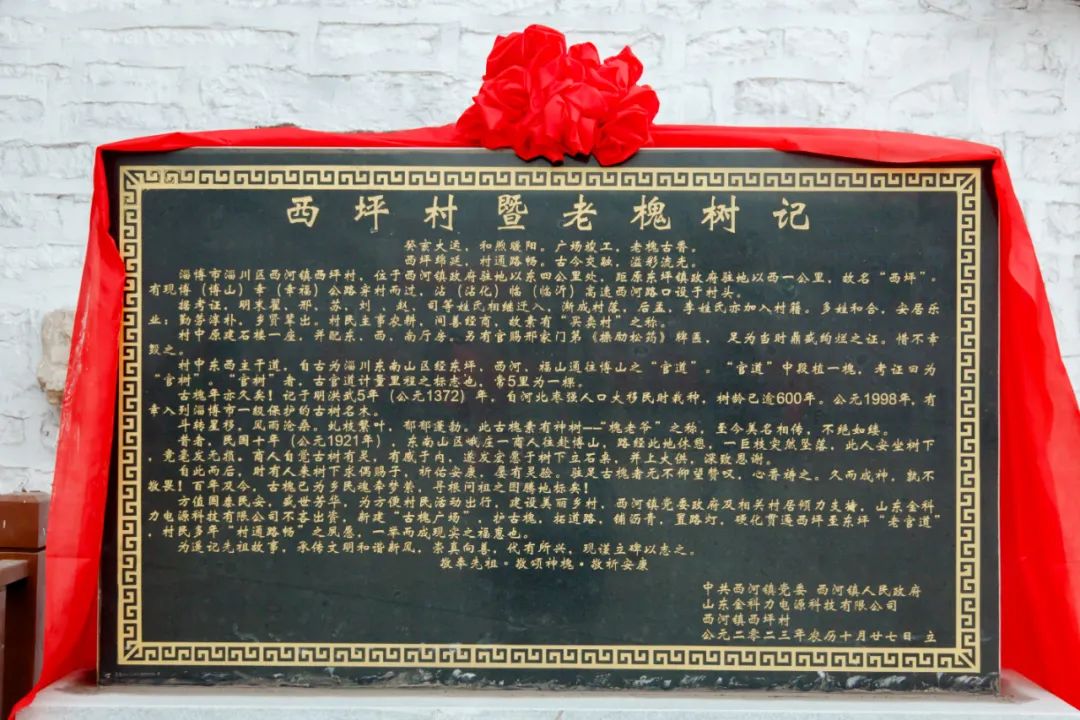 西坪村暨老槐树记
癸亥大运，和煦暖阳。广场竣工，老槐古香。
西坪绵延，村通路畅。古今交融，溢彩流光。
淄博市淄川区西河镇西坪村，位于西河镇政府驻地以东四公里处，距原东坪镇政府驻地以西一公里，故名“西坪”。
有现博（博山）幸（幸福）公路穿村而过，沾（沾化）临（临沂）高速西河路口设于村头。
据考证，明末翟、邢、苏、刘、赵、司等姓氏相继迁入，渐成村落，后孟、李姓氏亦加入村籍。多姓和合，安居乐
业；勤劳淳朴，乡贤辈出。村民主事农耕，间善经商，故素有“买卖村”之称。
村中原建石楼一座，并配东、西、南厅房。另有官赐邢家门弟《操励松筠》牌匾，足为当时鼎盛绚烂之证。惜不幸
毁之。
村中东西主干道，自古为淄川东南山区经东坪、西河、福山通往博山之“官道”。“官道”中段植一槐，考证曰为
“官树”。“官树”者，古官道计量里程之标志也，常5里为一棵。
古槐年亦久矣！记于明洪武5年（公元1372）年，自河北枣强人口大移民时栽种，树龄已逾600年。公元1998年，有
幸入列淄博市一级保护的古树名木。
斗转星移，风雨沧桑。虬枝繁叶，郁郁蓬勃。此古槐素有神树——“槐老爷”之称，至今美名相传，不绝如缕。
昔者，民国十年（公元1921年），东南山区峨庄一商人往赴博山，路经此地休憩，一巨枝突然坠落，此人安坐树下
，竟毫发无损，商人自觉古树有灵，有感于内，遂发宏愿于树下立石桌，并上大供，深致恩谢。
自此而后，时有人来树下求偶赐子，祈佑安康，屡有灵验。驻足古槐者无不仰望赞叹，心香祷之。久而成神，就不
敬畏！百年及今，古槐已为乡民魂牵梦萦、寻根问祖之图腾地标矣！
方值国泰民安，盛世芳华，为方便村民活动出行，建设美丽乡村，西河镇党委政府及相关村居倾力支持，山东金科
力电源科技有限公司不吝出资，新建“古槐广场”，护古槐，拓道路，铺沥青，置路灯，硬化贯通西坪至东坪“老官道”
，村民多年“村通路畅”之夙愿，一举而成现实之福惠也。
为遂记先祖故事，承传文明和谐新风，崇真向善，代有所兴，现谨立碑以志之。
敬奉先祖·敬颂神槐·敬祈安康
中共西河镇党委 西河镇人民政府
山东金科力电源科技有限公司
西河镇西坪村
公元二零二三年农历十月廿七日 立